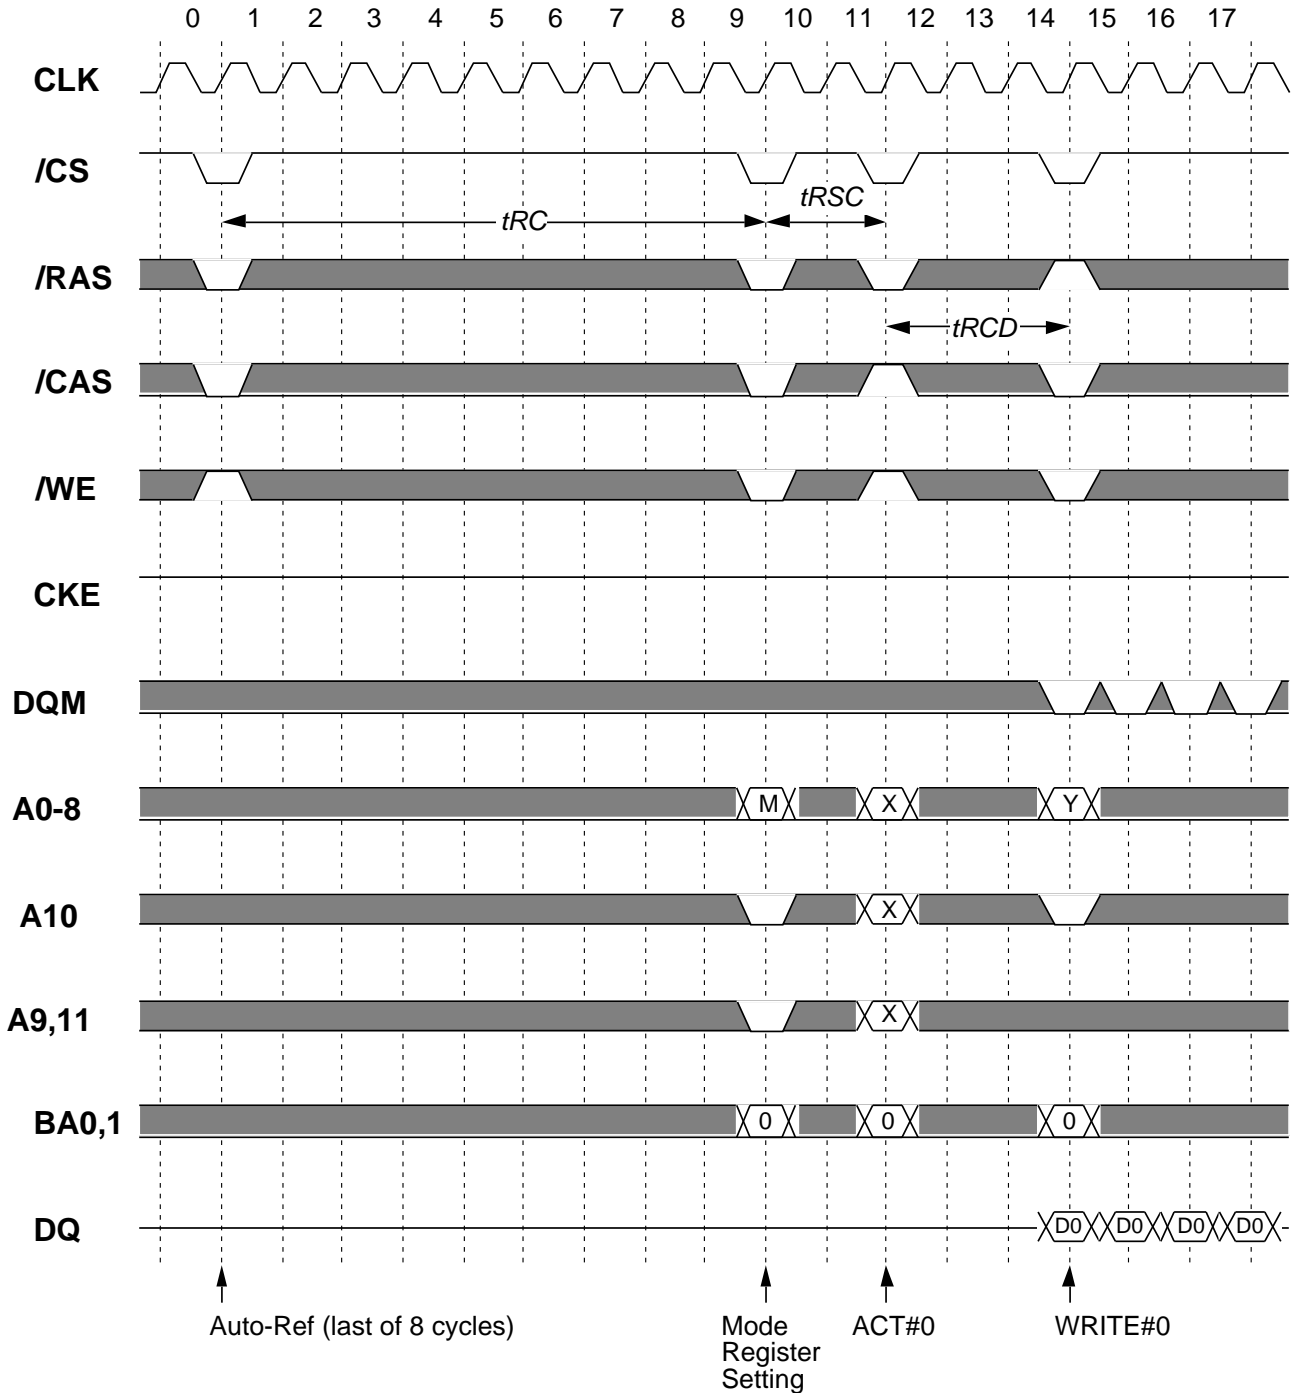 0 1 2 3 4 5 6 7 8 9 10 11 12 13 14 15 16 17
CLK
/CS
tRSC
tRC
/RAS
tRCD
/CAS
/WE
CKE
DQM
A0-8 M X Y
A10 X
A9,11 X
BA0,1 0 0 0
DQ D0 D0 D0 D0
Auto-Ref (last of 8 cycles)
Mode
Register
Setting
ACT#0
WRITE#0